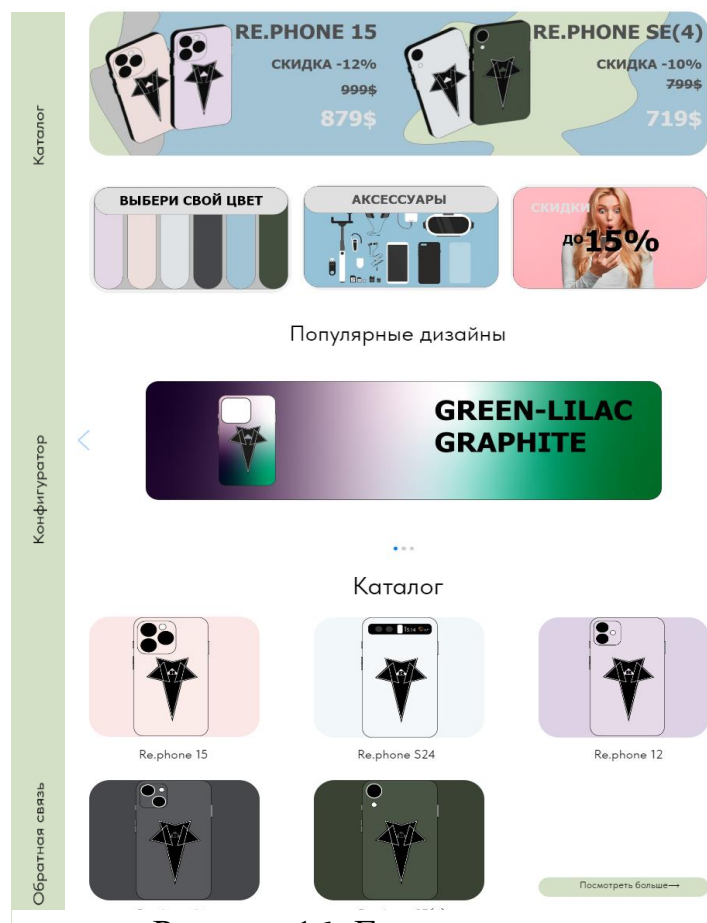 RE.PHONE 15
СКИДКА -12%
999$
879$
RE.PHONE SE(4)
СКИДКА -10%
799$
719$
Каталог
ВЫБЕРИ СВОЙ ЦВЕТ
АКСЕССУАРЫ
СКИДКИ
до 15%
Популярные дизайны
GREEN-LILAC
GRAPHITE
Конфигуратор
Каталог
Re.phone 15
Re.phone S24
Re.phone 12
Обратная связь
Посмотреть больше→